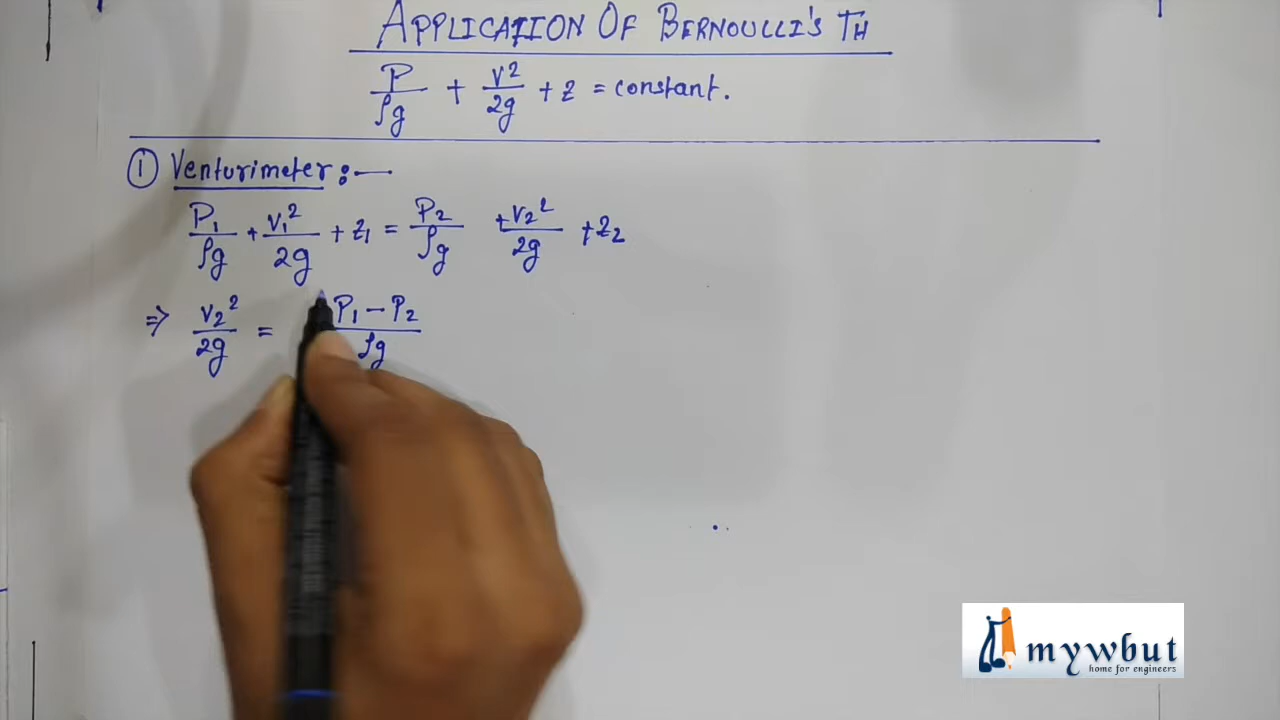 APPLICATION OF BERNOULLI'S TH
P/ρg + V²/2g + z = constant.
① Venturimeter :—
P₁/ρg + V₁²/2g + z₁ = P₂/ρg + V₂²/2g + z₂
⇒ V₂²/2g = P₁ − P₂/ρg
mywbut
home for engineers